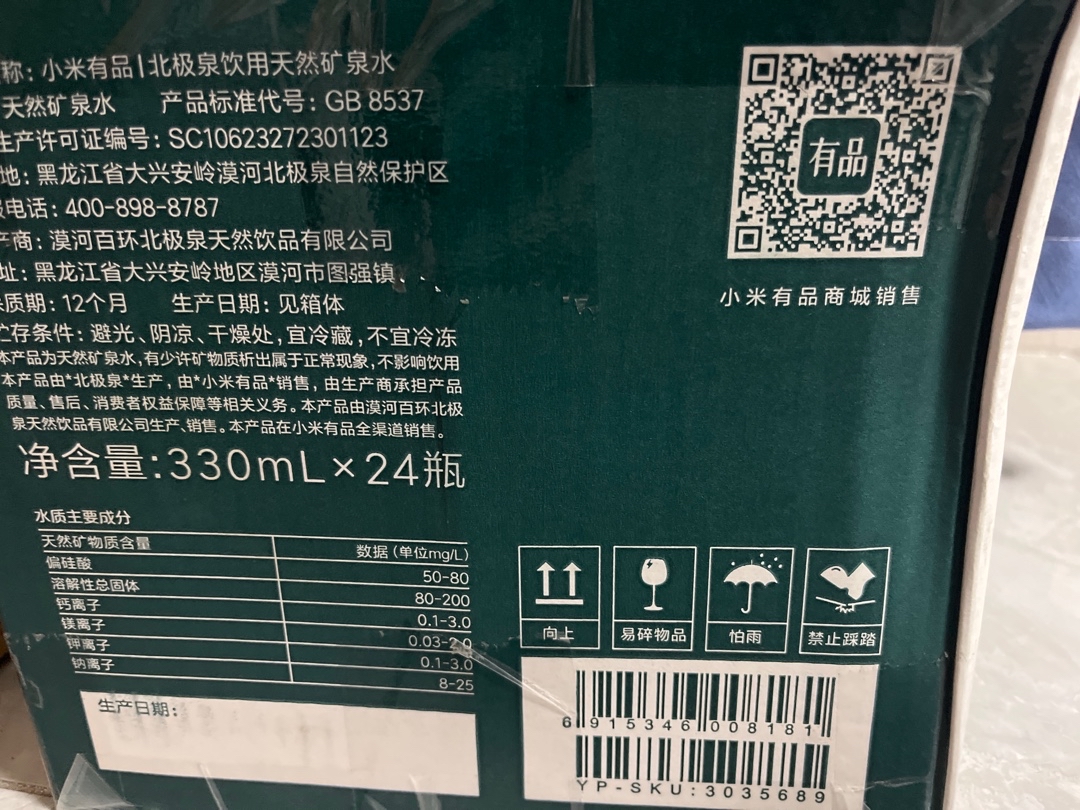 称: 小米有品|北极泉饮用天然矿泉水
天然矿泉水 产品标准代号: GB 8537
生产许可证编号: SC10623272301123
地: 黑龙江省大兴安岭漠河北极泉自然保护区
电话: 400-898-8787
产商: 漠河百环北极泉天然饮品有限公司
址: 黑龙江省大兴安岭地区漠河市图强镇
质期: 12个月 生产日期: 见箱体
贮存条件: 避光、阴凉、干燥处,宜冷藏,不宜冷冻
本产品为天然矿泉水,有少许矿物质析出属于正常现象,不影响饮用
本产品由*北极泉*生产, 由*小米有品*销售, 由生产商承担产品
质量、售后、消费者权益保障等相关义务。本产品由漠河百环北极
泉天然饮品有限公司生产、销售。本产品在小米有品全渠道销售。
净含量:330mL×24瓶
水质主要成分
天然矿物质含量 数据 (单位mg/L)
偏硅酸 50-80
溶解性总固体 80-200
钙离子 0.1-3.0
镁离子 0.03-2.0
钾离子 0.1-3.0
钠离子 8-25
生产日期:
有品
小米有品商城销售
向上 易碎物品 怕雨 禁止踩踏
6 915346 008181
YP-SKU:3035689